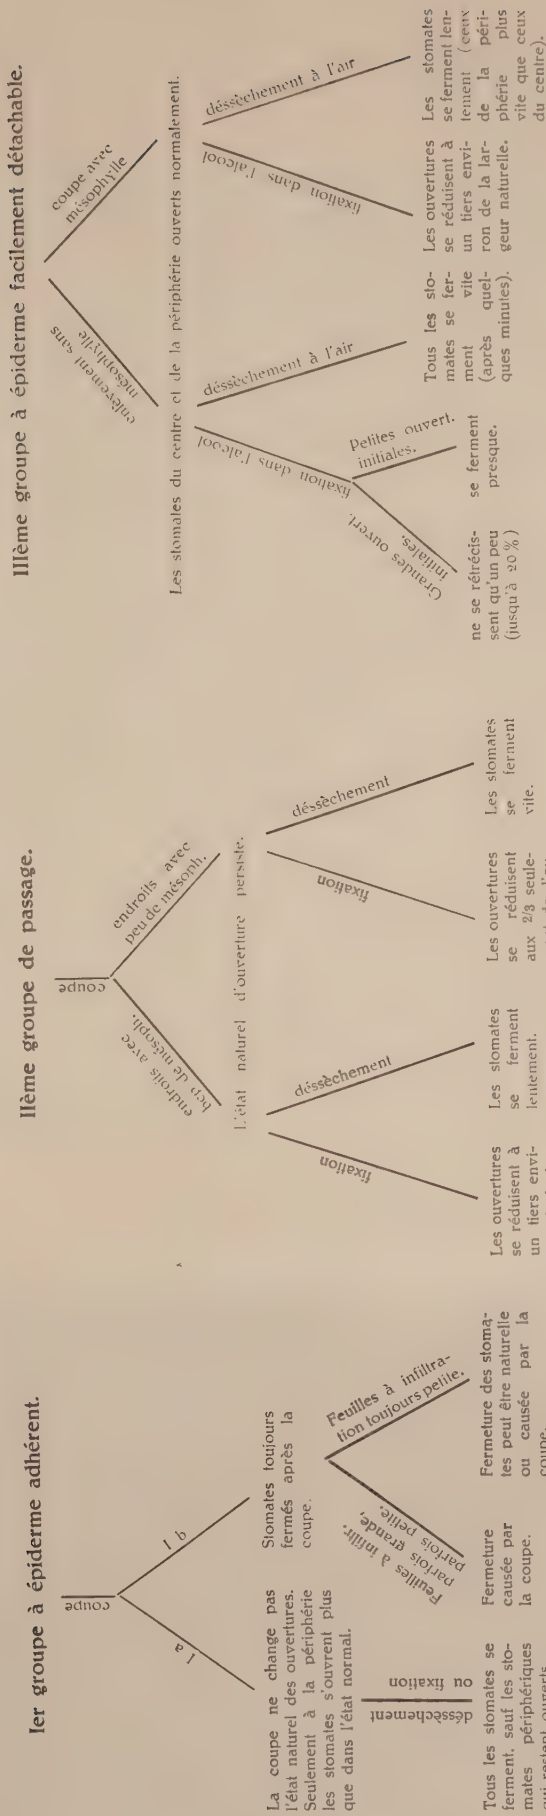 Ier groupe à épiderme adhérent.
coupe
I a
I b
La coupe ne change pas
l'état naturel des ouvertures.
Seulement à la périphérie
les stomates s'ouvrent plus
que dans l'état normal.
Stomates toujours
fermés après la
coupe.
déssèchement
ou fixation
Feuilles à infiltr.
parfois grande,
parfois petite.
Feuilles à infiltra-
tion toujours petite.
Tous les stomates se
ferment, sauf les sto-
mates périphériques
qui restent ouverts
Fermeture
causée par
la coupe.
Fermeture des stoma-
tes peut être naturelle
ou causée par la
coupe.
IIème groupe de passage.
coupe
endroits avec
bcp de mésoph.
endroits avec
peu de mésoph.
L'état naturel d'ouverture persiste.
fixation
déssèchement
fixation
déssèchement
Les ouvertures
se réduisent à
un tiers envi-
Les stomates
se ferment
lentement.
Les ouvertures
se réduisent
aux 2/3 seule-
Les stomates
se ferment
vite.
IIIème groupe à épiderme facilement détachable.
enlèvement sans
mésophylle
coupe avec
mésophylle
Les stomates du centre et de la périphérie ouverts normalement.
fixation dans l'alcool
déssèchement à l'air
fixation dans l'alcool
déssèchement à l'air
Grandes ouvert.
initiales.
Petites ouvert.
initiales.
ne se rétrécis-
sent qu'un peu
(jusqu'à 20 %)
se ferment
presque.
Tous les sto-
mates se fer-
ment vite
(après quel-
ques minutes).
Les ouvertures
se réduisent à
un tiers envi-
ron de la lar-
geur naturelle.
Les stomates
se ferment len-
tement (ceux
de la péri-
phérie plus
vite que ceux
du centre).